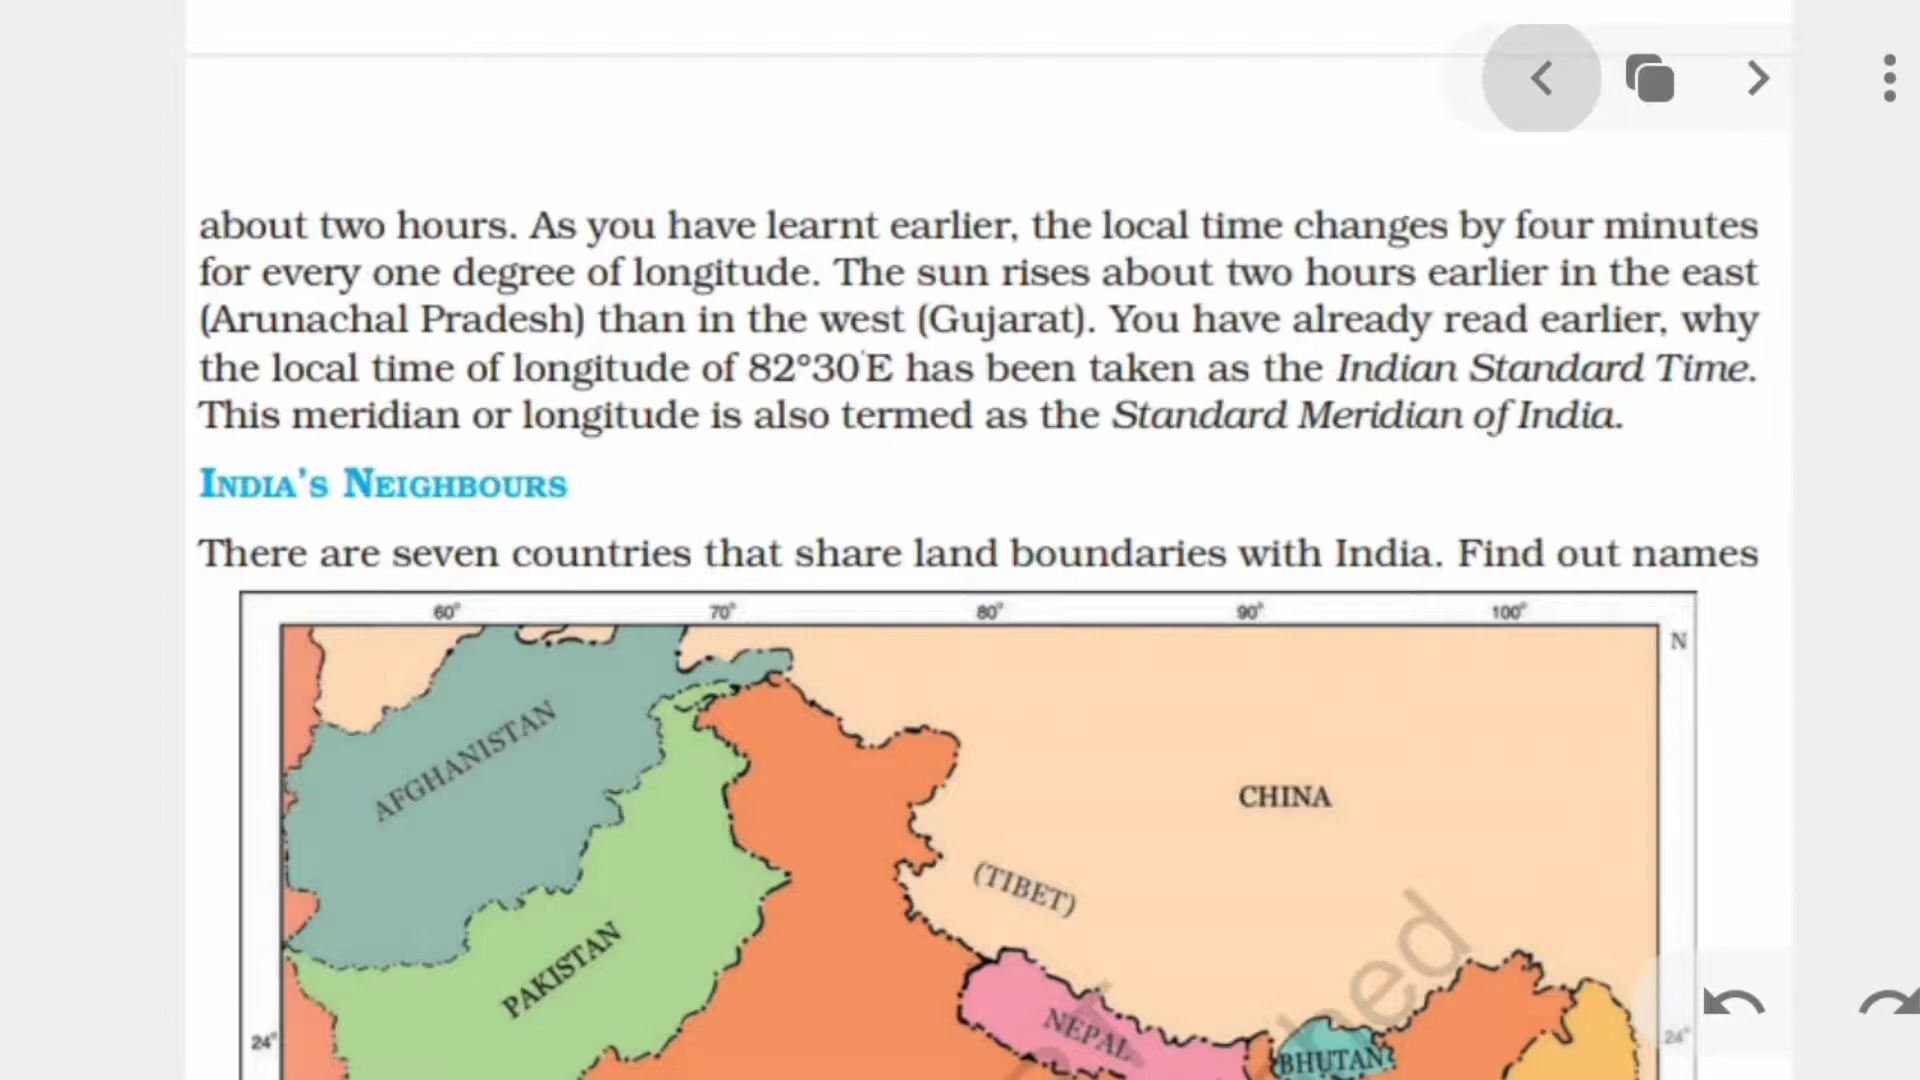 about two hours. As you have learnt earlier, the local time changes by four minutes
for every one degree of longitude. The sun rises about two hours earlier in the east
(Arunachal Pradesh) than in the west (Gujarat). You have already read earlier, why
the local time of longitude of 82°30'E has been taken as the Indian Standard Time.
This meridian or longitude is also termed as the Standard Meridian of India.
INDIA'S NEIGHBOURS
There are seven countries that share land boundaries with India. Find out names
60° 70° 80° 90° 100°
N
AFGHANISTAN
CHINA
(TIBET)
PAKISTAN
NEPAL
BHUTAN
24° 24°